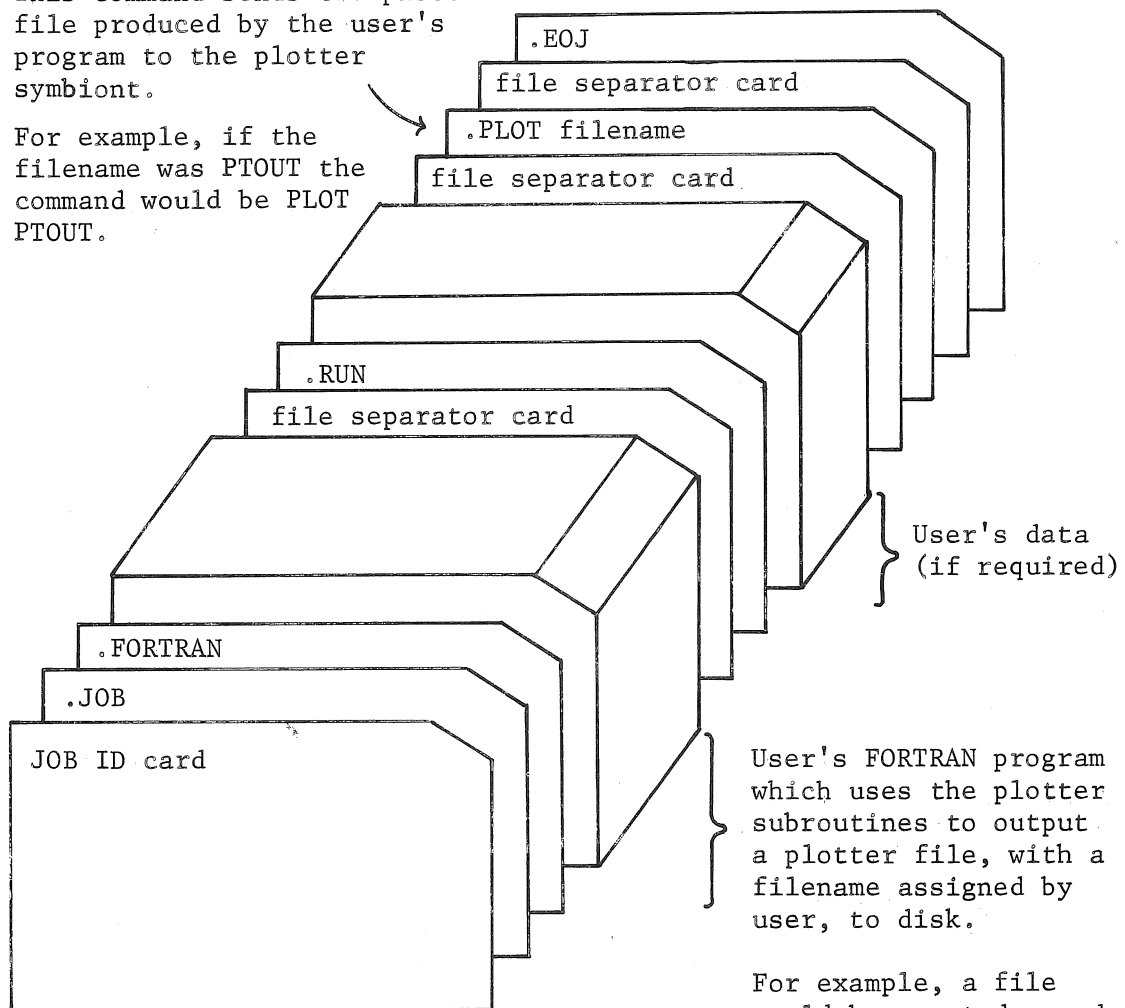 file produced by the user's
program to the plotter
symbiont.
For example, if the
filename was PTOUT the
command would be PLOT
PTOUT.
.EOJ
file separator card
.PLOT filename
file separator card
.RUN
file separator card
.FORTRAN
.JOB
JOB ID card
User's data
(if required)
User's FORTRAN program
which uses the plotter
subroutines to output
a plotter file, with a
filename assigned by
user, to disk.
For example, a file